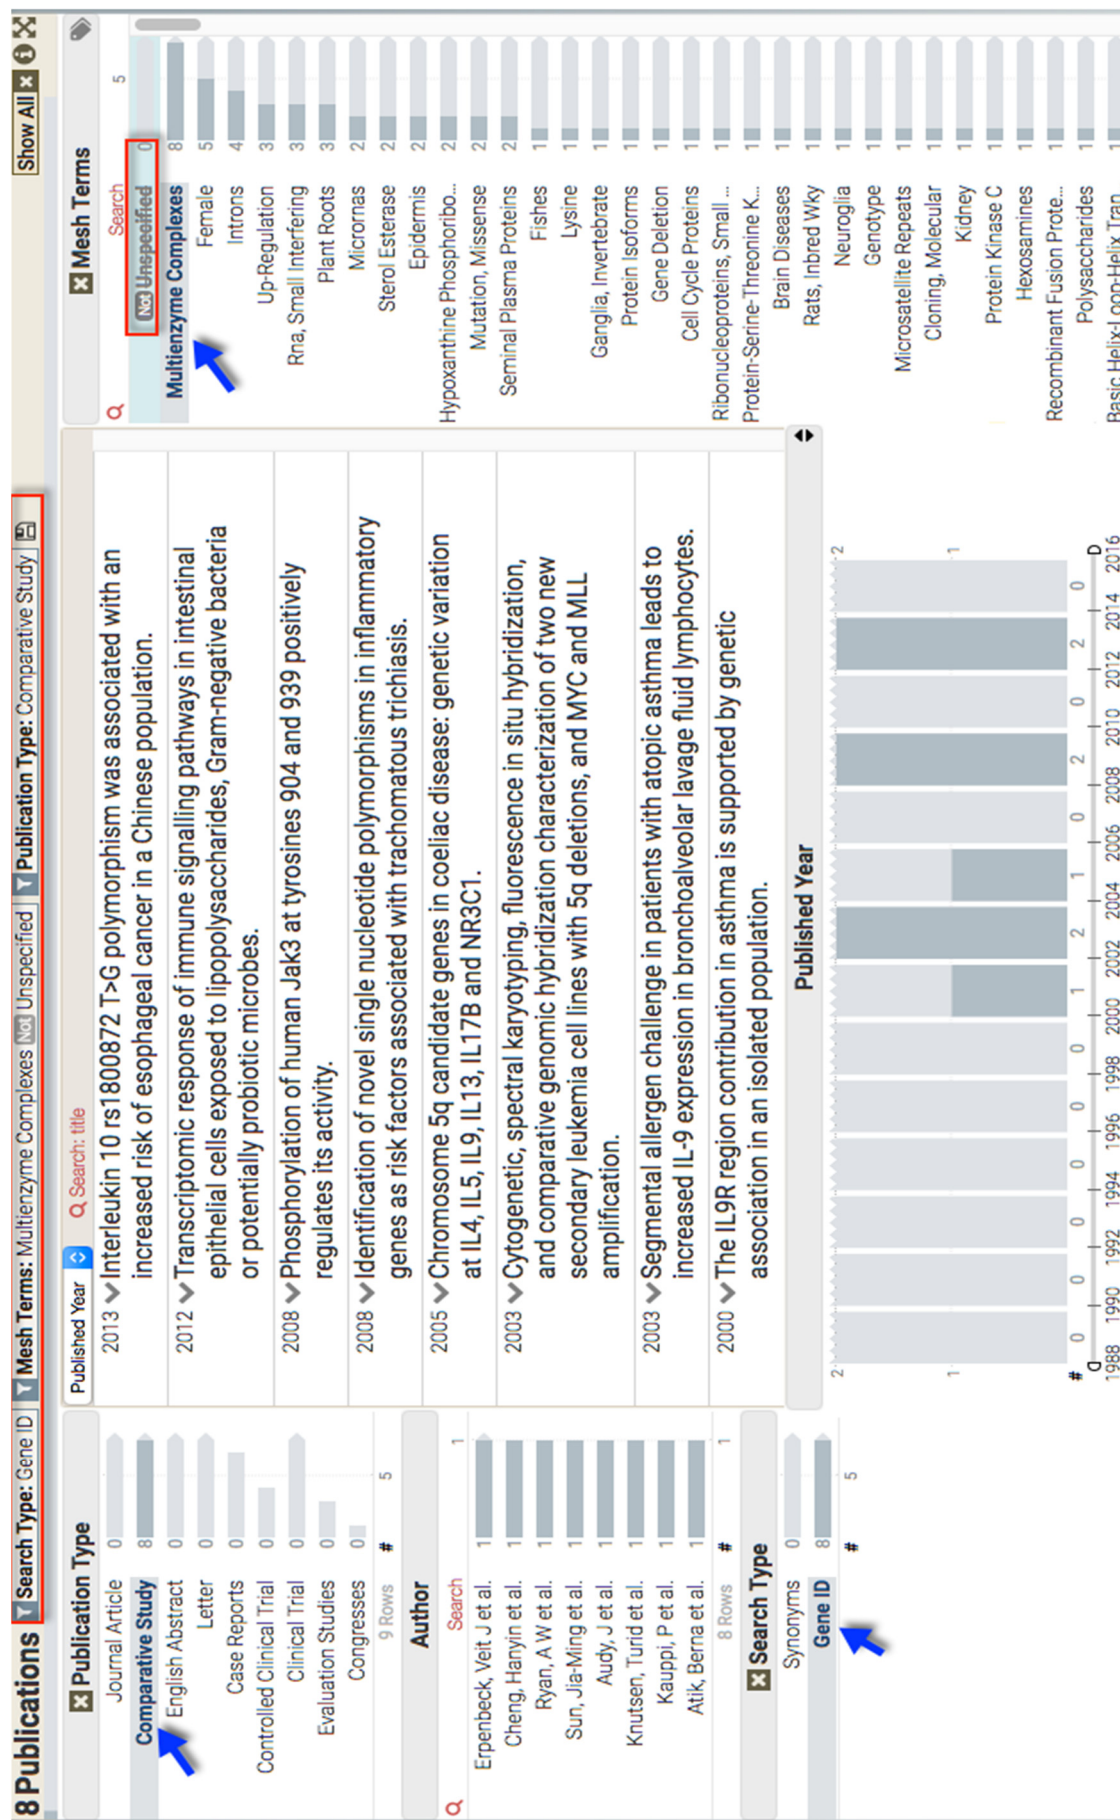 8 Publications
Search Type: Gene ID
Mesh Terms: Multienzyme Complexes Not Unspecified
Publication Type: Comparative Study
Show All
Publication Type
Journal Article 0
Comparative Study 8
English Abstract 0
Letter 0
Case Reports 0
Controlled Clinical Trial 0
Clinical Trial 0
Evaluation Studies 0
Congresses 0
9 Rows # 5
Author
Search 1
Erpenbeck, Veit J et al. 1
Cheng, Hanyin et al. 1
Ryan, A W et al. 1
Sun, Jia-Ming et al. 1
Audy, J et al. 1
Knutsen, Turid et al. 1
Kauppi, P et al. 1
Atik, Berna et al. 1
8 Rows # 1
Search Type
Synonyms 0
Gene ID 8
# 5
Published Year
Search: title
2013 Interleukin 10 rs1800872 T>G polymorphism was associated with an
increased risk of esophageal cancer in a Chinese population.
2012 Transcriptomic response of immune signalling pathways in intestinal
epithelial cells exposed to lipopolysaccharides, Gram-negative bacteria
or potentially probiotic microbes.
2008 Phosphorylation of human Jak3 at tyrosines 904 and 939 positively
regulates its activity.
2008 Identification of novel single nucleotide polymorphisms in inflammatory
genes as risk factors associated with trachomatous trichiasis.
2005 Chromosome 5q candidate genes in coeliac disease: genetic variation
at IL4, IL5, IL9, IL13, IL17B and NR3C1.
2003 Cytogenetic, spectral karyotyping, fluorescence in situ hybridization,
and comparative genomic hybridization characterization of two new
secondary leukemia cell lines with 5q deletions, and MYC and MLL
amplification.
2003 Segmental allergen challenge in patients with atopic asthma leads to
increased IL-9 expression in bronchoalveolar lavage fluid lymphocytes.
2000 The IL9R region contribution in asthma is supported by genetic
association in an isolated population.
Published Year
2 2
1 1
# 0 0 0 0 0 0 1 2 1 0 2 0 2 0
1988 1990 1992 1994 1996 1998 2000 2002 2004 2006 2008 2010 2012 2014 2016
Mesh Terms
Search 5
Not Unspecified 0
Multienzyme Complexes 8
Female 5
Introns 4
Up-Regulation 3
Rna, Small Interfering 3
Plant Roots 3
Micrornas 2
Sterol Esterase 2
Epidermis 2
Hypoxanthine Phosphoribo... 2
Mutation, Missense 2
Seminal Plasma Proteins 2
Fishes 1
Lysine 1
Ganglia, Invertebrate 1
Protein Isoforms 1
Gene Deletion 1
Cell Cycle Proteins 1
Ribonucleoproteins, Small ... 1
Protein-Serine-Threonine K... 1
Brain Diseases 1
Rats, Inbred Wky 1
Neuroglia 1
Genotype 1
Microsatellite Repeats 1
Cloning, Molecular 1
Kidney 1
Protein Kinase C 1
Hexosamines 1
Recombinant Fusion Prote... 1
Polysaccharides 1
Basic Helix-Loop-Helix Tran 1